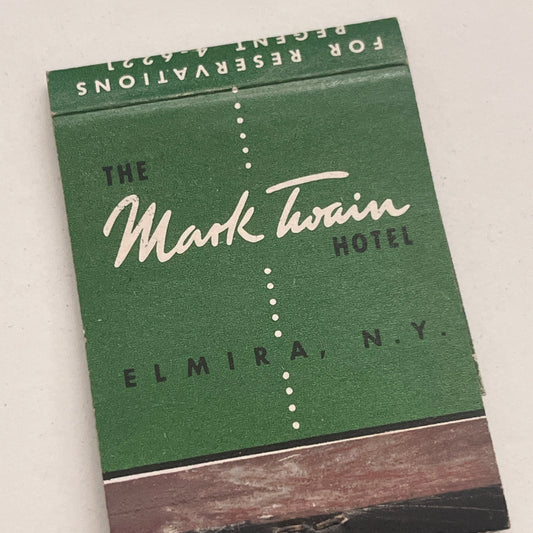 FOR RESERVATIONS
REGENT 4-6221
THE
Mark Twain
HOTEL
ELMIRA, N.Y.